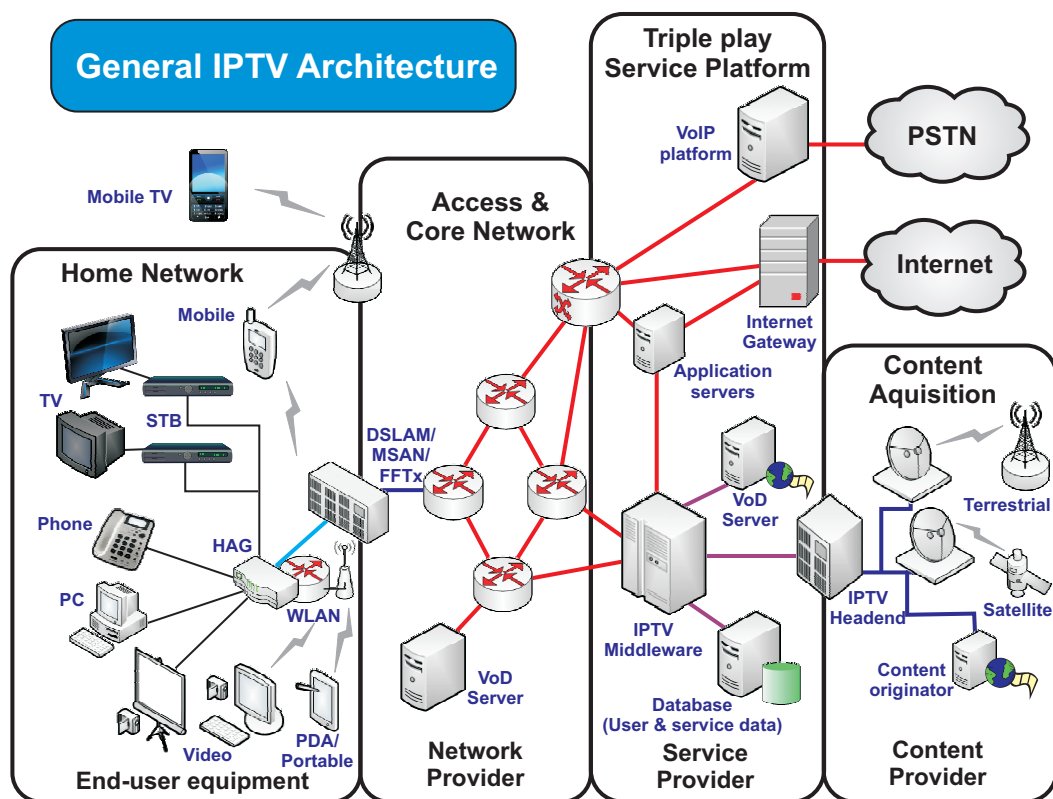 General IPTV Architecture
Triple play
Service Platform
VoIP
platform
PSTN
Mobile TV
Access &
Core Network
Home Network
Internet
Mobile
Internet
Gateway
Application
servers
Content
Aquisition
TV
STB
DSLAM/
MSAN/
FFTx
VoD
Server
Terrestrial
Phone
HAG
PC
WLAN
IPTV
Headend
Satellite
IPTV
Middleware
VoD
Server
Content
originator
Database
(User & service data)
Video
PDA/
Portable
End-user equipment
Network
Provider
Service
Provider
Content
Provider